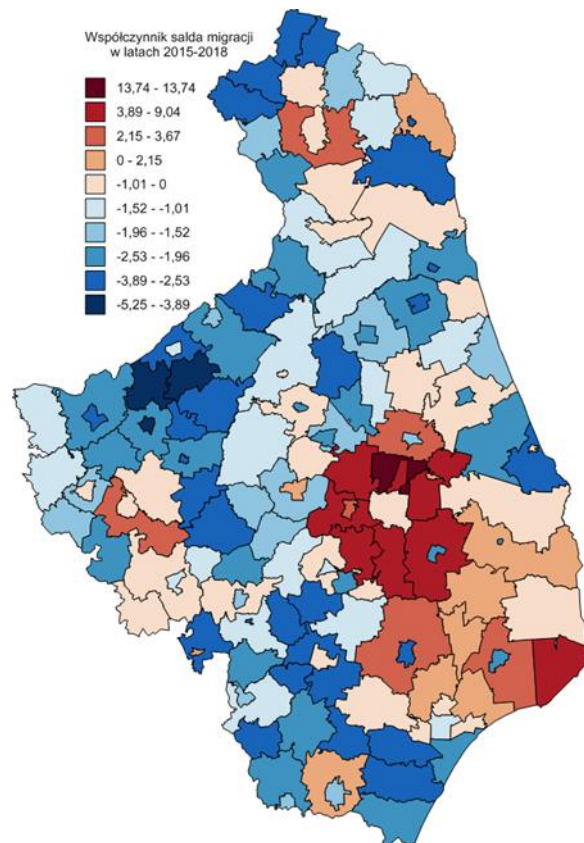 Współczynnik salda migracji
w latach 2015-2018
13,74 - 13,74
3,89 - 9,04
2,15 - 3,67
0 - 2,15
-1,01 - 0
-1,52 - -1,01
-1,96 - -1,52
-2,53 - -1,96
-3,89 - -2,53
-5,25 - -3,89